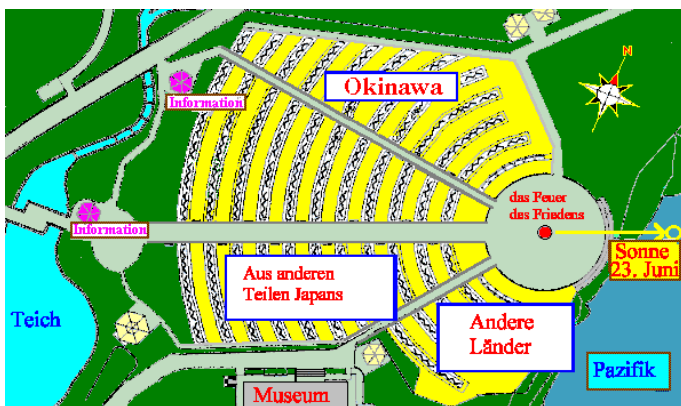 N
Okinawa
Information
das Feuer
des Friedens
Information
Sonne
23. Juni
Aus anderen
Teilen Japans
Teich
Andere
Länder
Pazifik
Museum